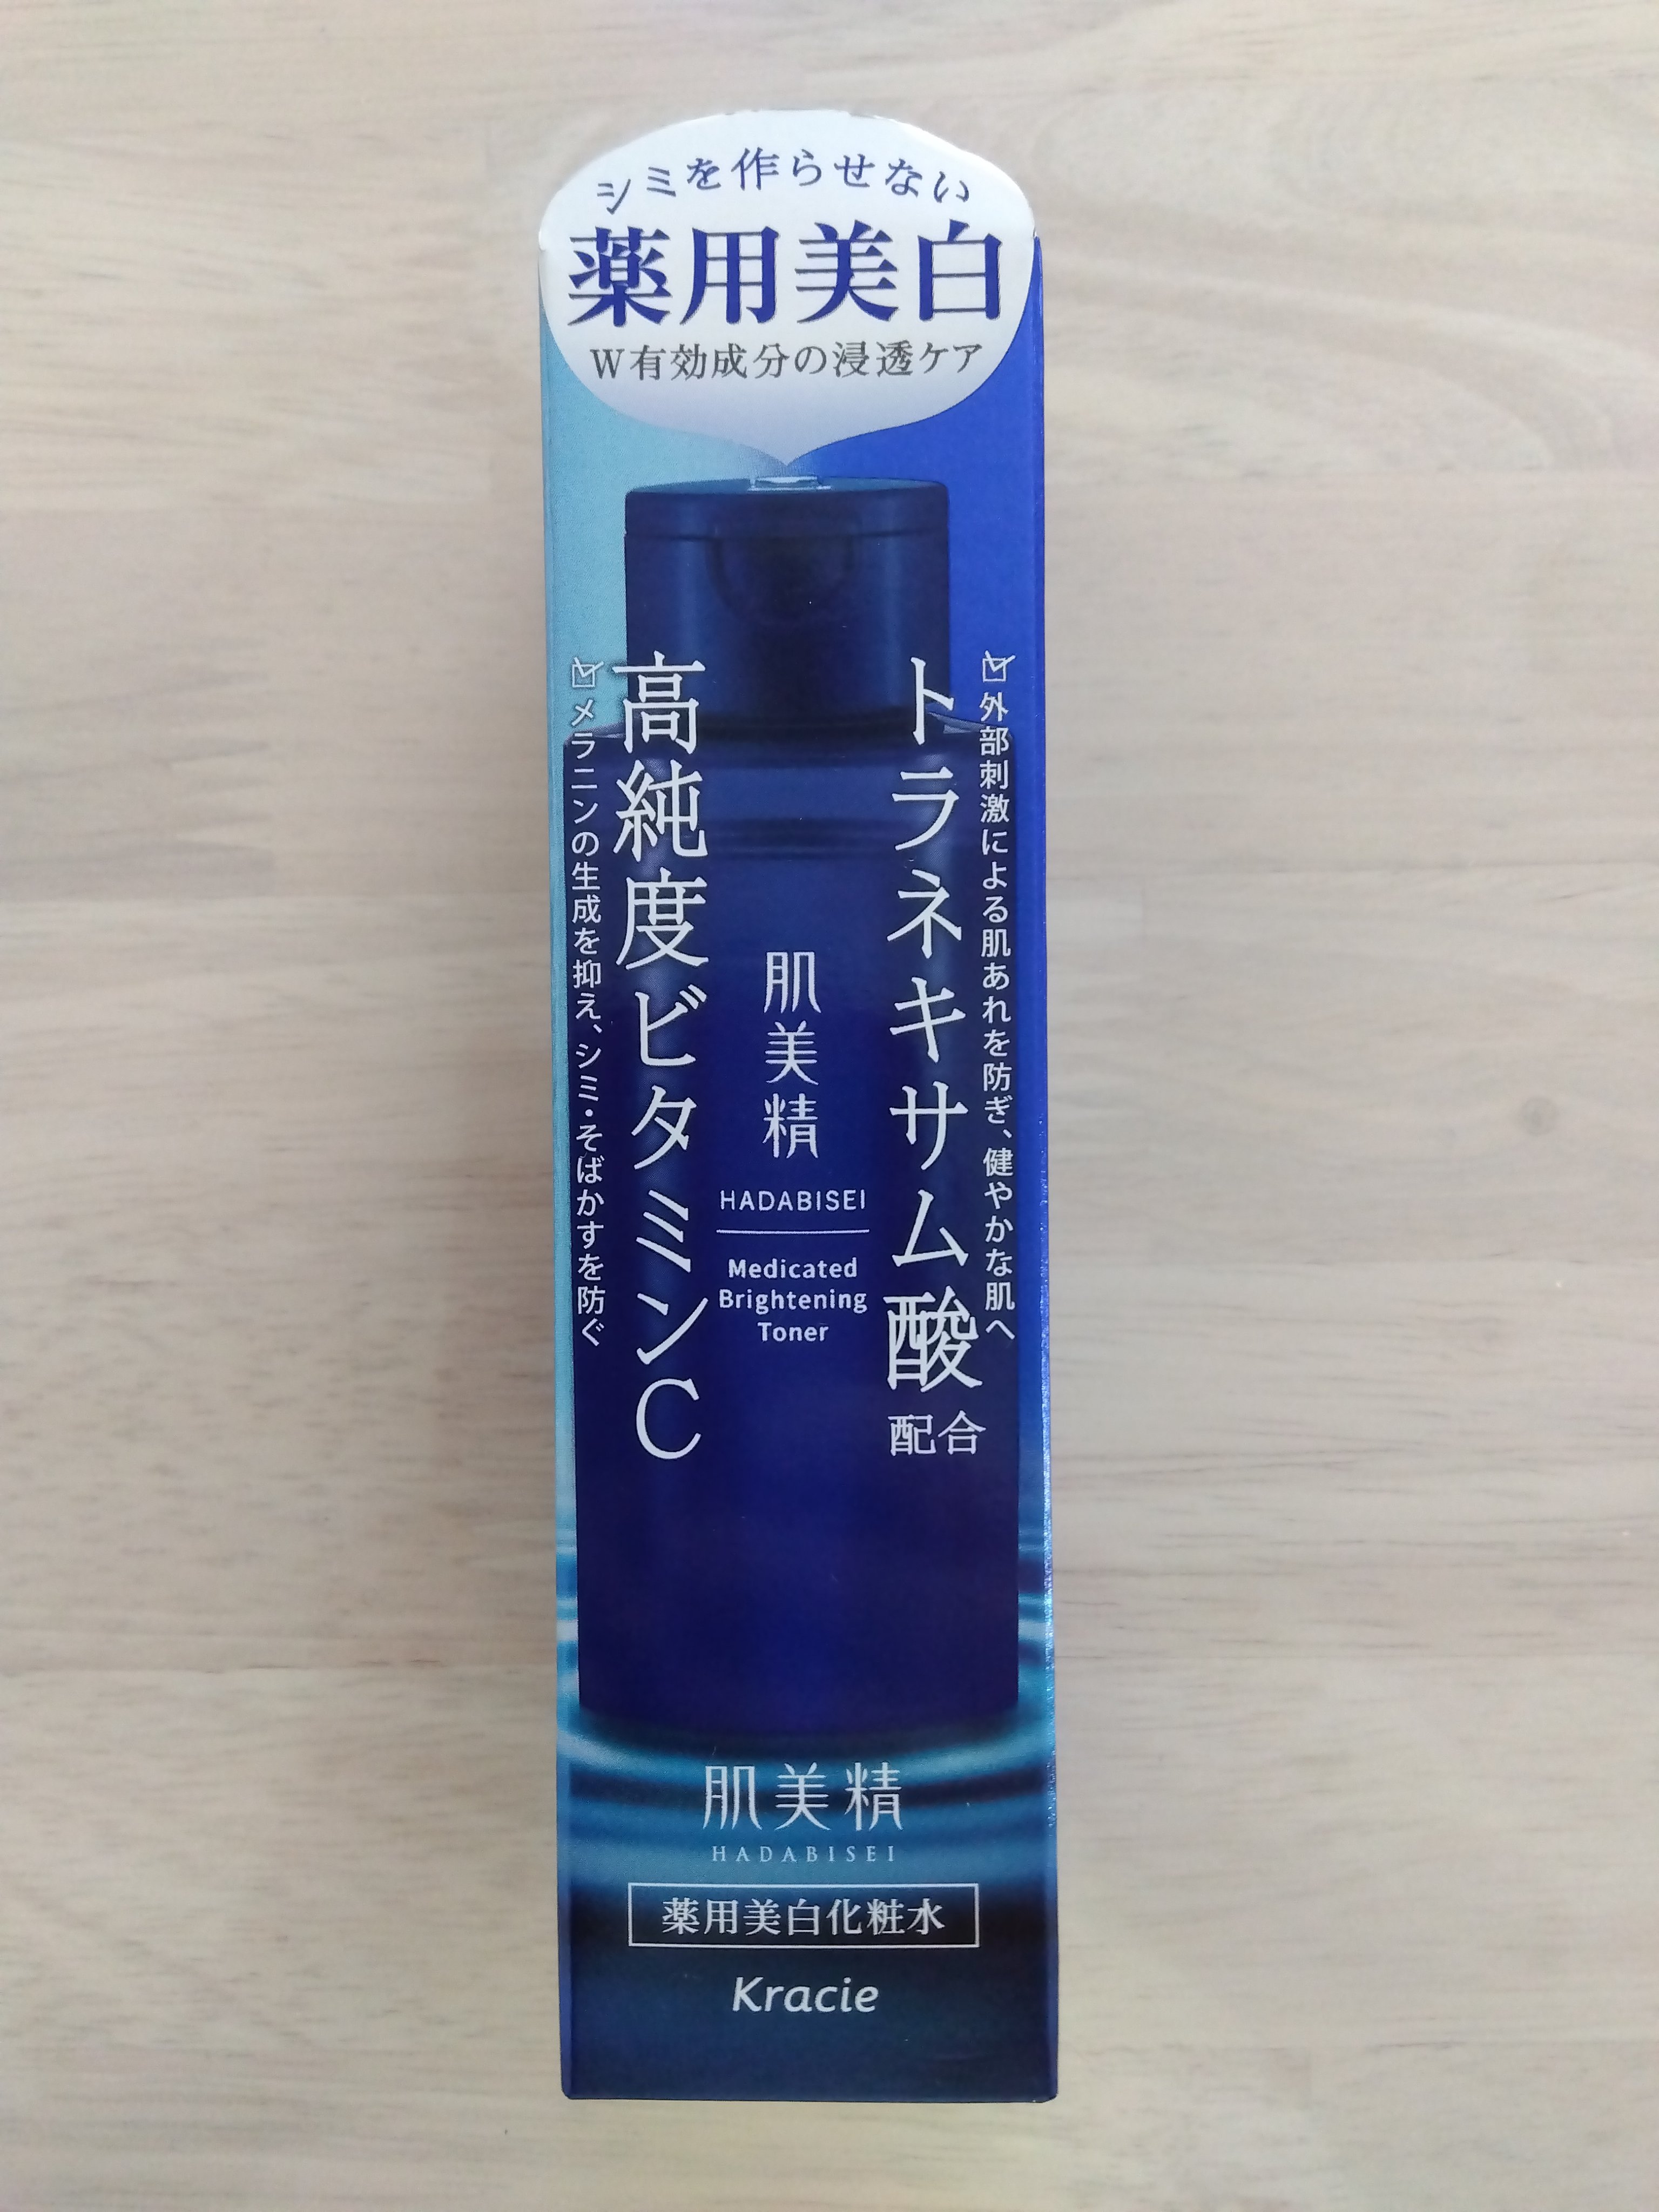 シミを作らせない
薬用美白
W有効成分の浸透ケア
外部刺激による肌あれを防ぎ、健やかな肌へ
トラネキサム酸
配合
肌美精
HADABISEI
Medicated
Brightening
Toner
高純度ビタミンC
メラニンの生成を抑え、シミ・そばかすを防ぐ
肌美精
HADABISEI
薬用美白化粧水
Kracie